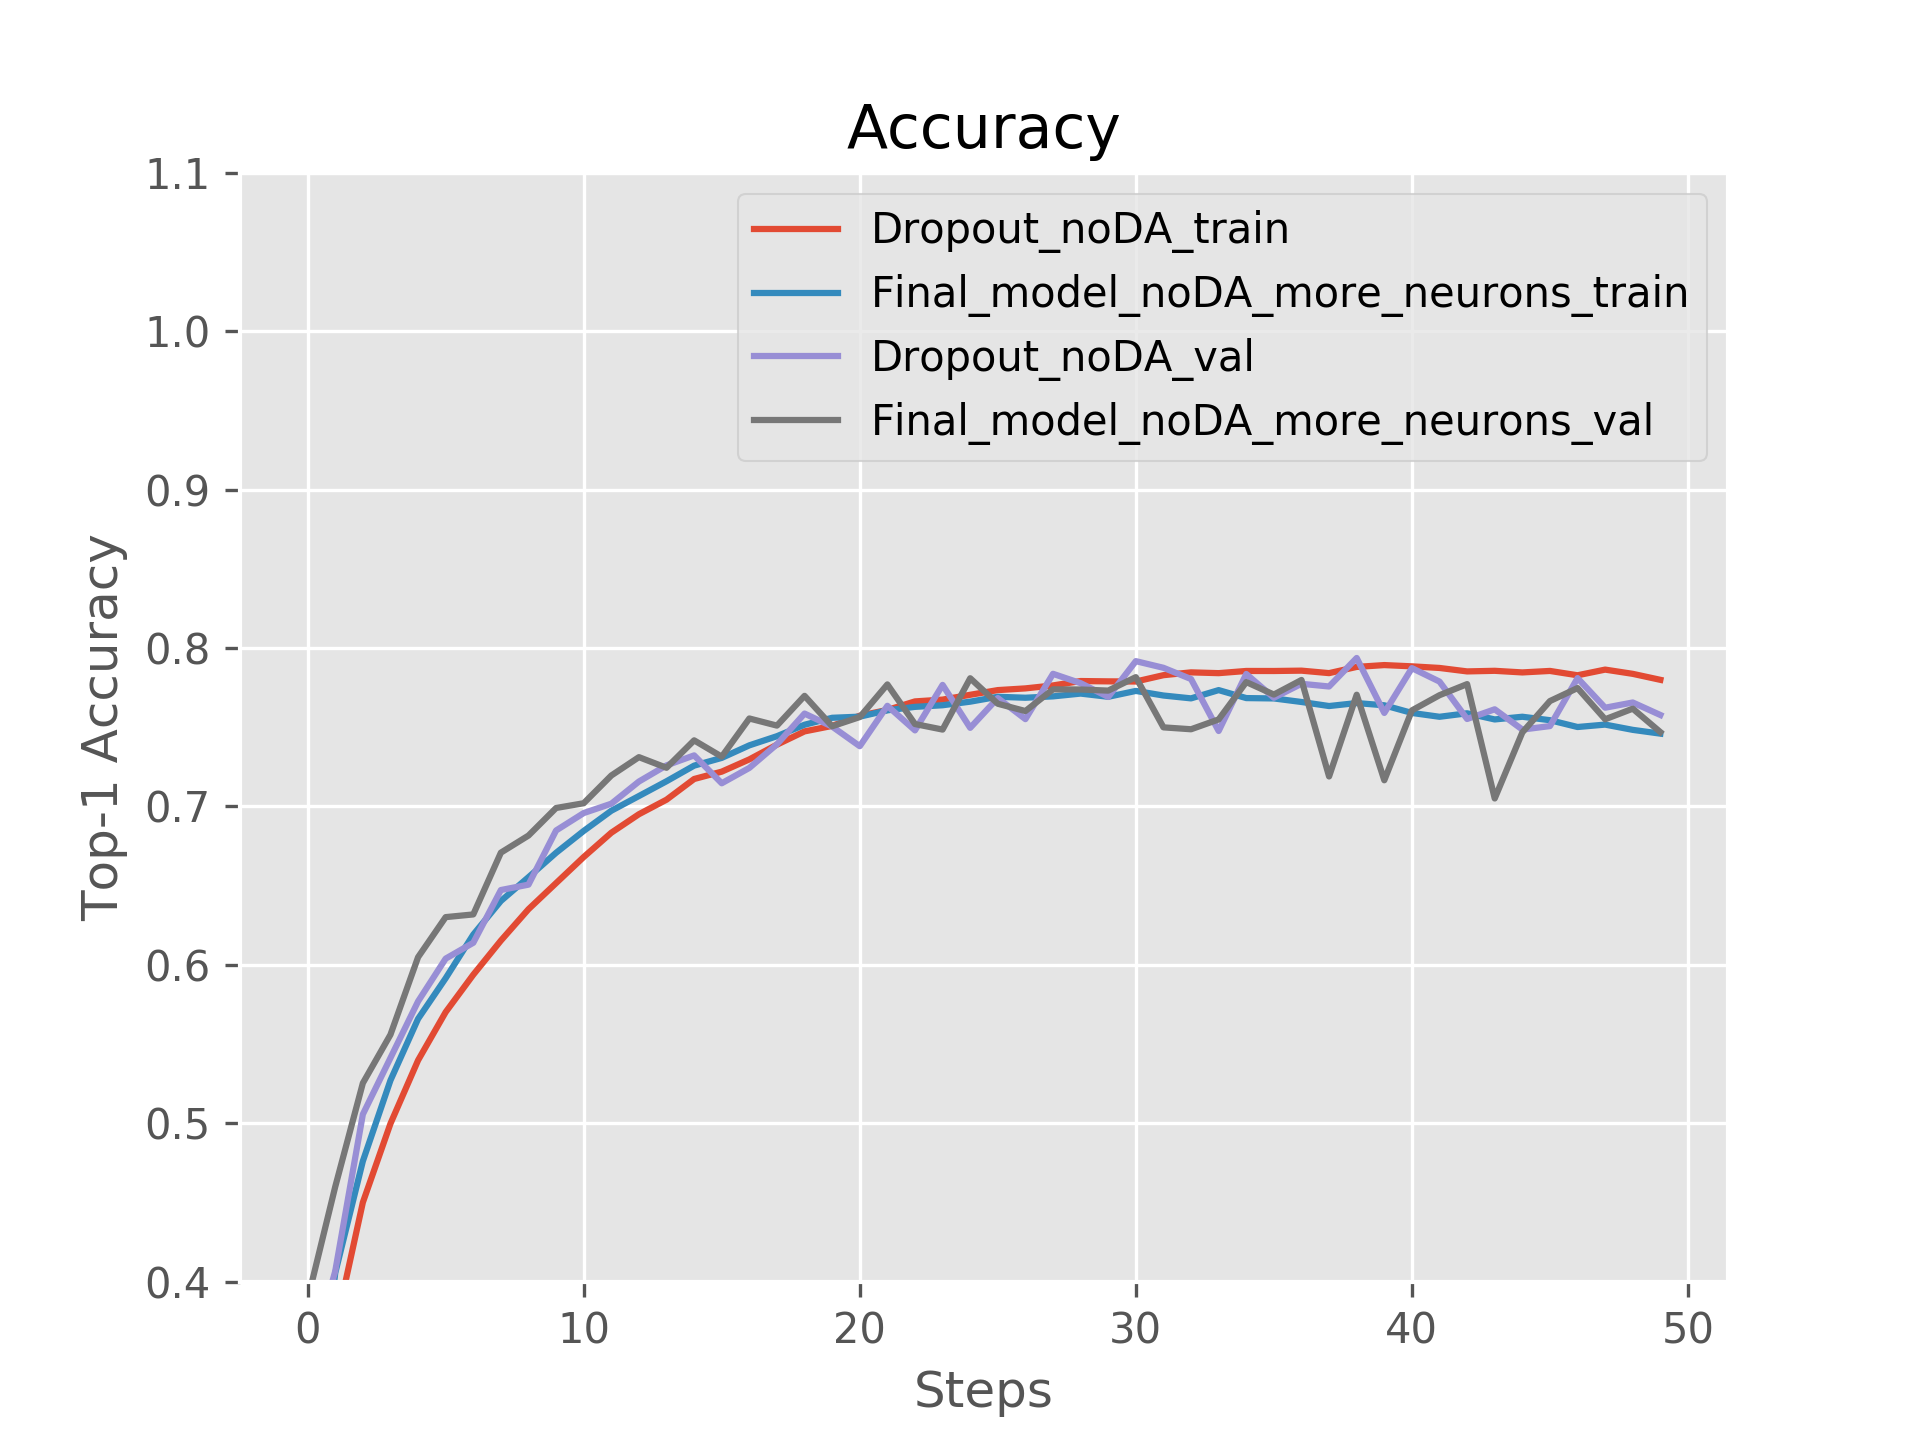 Accuracy
1.1
1.0
0.9
0.8
0.7
0.6
0.5
0.4
Top-1 Accuracy
Dropout_noDA_train
Final_model_noDA_more_neurons_train
Dropout_noDA_val
Final_model_noDA_more_neurons_val
0 10 20 30 40 50
Steps